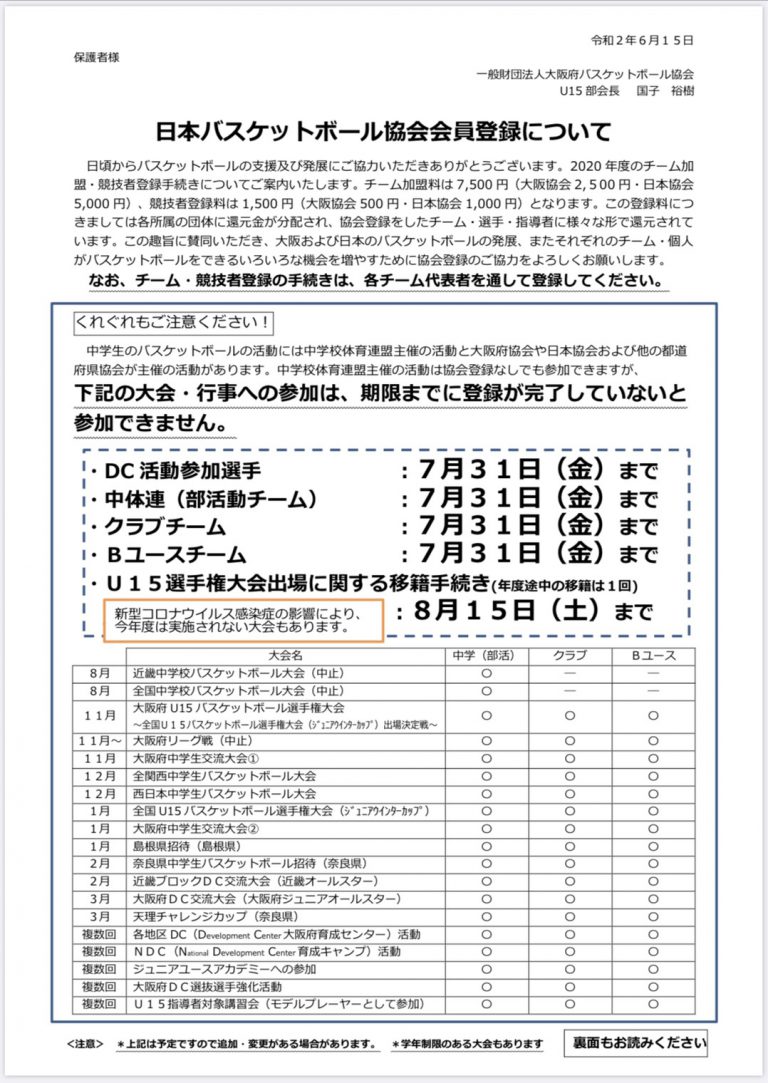 令和２年６月１５日
保護者様
一般財団法人大阪府バスケットボール協会
U15 部会長　国子　裕樹
日本バスケットボール協会会員登録について
日頃からバスケットボールの支援及び発展にご協力いただきありがとうございます。2020 年度のチーム加
盟・競技者登録手続きについてご案内いたします。チーム加盟料は 7,500 円（大阪協会 2,５00 円・日本協会
5,000 円）、競技者登録料は 1,500 円（大阪協会 500 円・日本協会 1,000 円）となります。この登録料につ
きましては各所属の団体に還元金が分配され、協会登録をしたチーム・選手・指導者に様々な形で還元されて
います。この趣旨に賛同いただき、大阪および日本のバスケットボールの発展、またそれぞれのチーム・個人
がバスケットボールをできるいろいろな機会を増やすために協会登録のご協力をよろしくお願いします。
なお、チーム・競技者登録の手続きは、各チーム代表者を通して登録してください。
くれぐれもご注意ください！
中学生のバスケットボールの活動には中学校体育連盟主催の活動と大阪府協会や日本協会および他の都道
府県協会が主催の活動があります。中学校体育連盟主催の活動は協会登録なしでも参加できますが、
下記の大会・行事への参加は、期限までに登録が完了していないと
参加できません。
・DC 活動参加選手　：７月３１日（金）まで
・中体連（部活動チーム）　：７月３１日（金）まで
・クラブチーム　：７月３１日（金）まで
・Ｂユースチーム　：７月３１日（金）まで
・Ｕ１５選手権大会出場に関する移籍手続き(年度途中の移籍は１回)
：８月１５日（土）まで
新型コロナウイルス感染症の影響により、
今年度は実施されない大会もあります。
大会名　中学（部活）　クラブ　Ｂユース
８月　近畿中学校バスケットボール大会（中止）　○　―　―
８月　全国中学校バスケットボール大会（中止）　○　―　―
１１月　大阪府 U15 バスケットボール選手権大会　○　○　○
～全国Ｕ１５バスケットボール選手権大会（ｼﾞｭﾆｱｳｲﾝﾀｰｶｯﾌﾟ）出場決定戦～
１１月～　大阪府リーグ戦（中止）　○　○　○
１１月　大阪府中学生交流大会①　○　○　○
１２月　全関西中学生バスケットボール大会　○　○　○
１２月　西日本中学生バスケットボール大会　○　○　○
１月　全国 U15 バスケットボール選手権大会（ｼﾞｭﾆｱｳｲﾝﾀｰｶｯﾌﾟ）　○　○　○
１月　大阪府中学生交流大会②　○　○　○
１月　島根県招待（島根県）　○　○　○
２月　奈良県中学生バスケットボール招待（奈良県）　○　○　○
２月　近畿ブロックＤＣ交流大会（近畿オールスター）　○　○　○
３月　大阪府ＤＣ交流大会（大阪府ジュニアオールスター）　○　○　○
３月　天理チャレンジカップ（奈良県）　○　○　○
複数回　各地区 DC（Development Center 大阪府育成センター）活動　○　○　○
複数回　ＮＤＣ（National Development Center 育成キャンプ）活動　○　○　○
複数回　ジュニアユースアカデミーへの参加　○　○　○
複数回　大阪府ＤＣ選抜選手強化活動　○　○　○
複数回　Ｕ１５指導者対象講習会（モデルプレーヤーとして参加）　○　○　○
＜注意＞　＊上記は予定ですので追加・変更がある場合があります。　＊学年制限のある大会もあります
裏面もお読みください